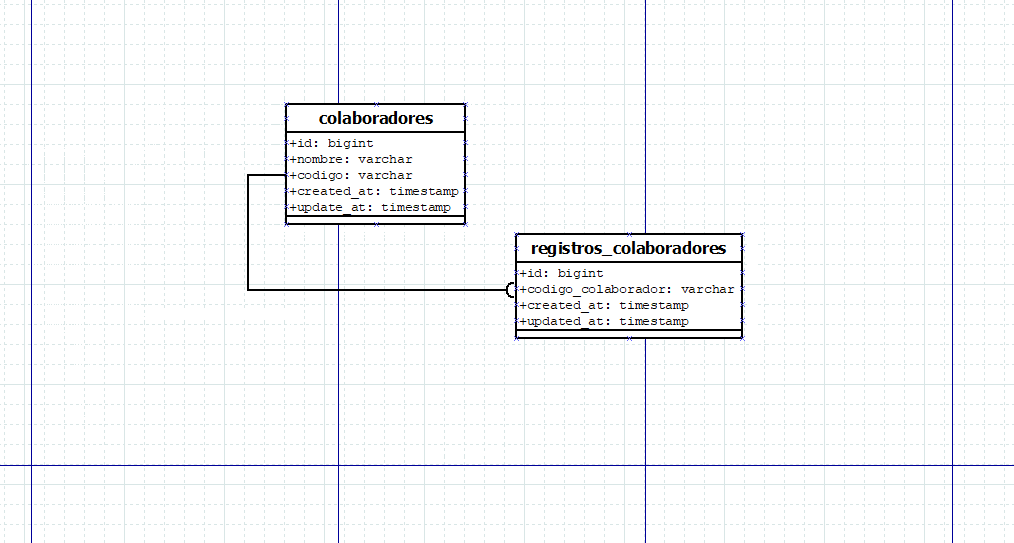 colaboradores
+id: bigint
+nombre: varchar
+codigo: varchar
+created_at: timestamp
+update_at: timestamp
registros_colaboradores
+id: bigint
+codigo_colaborador: varchar
+created_at: timestamp
+updated_at: timestamp